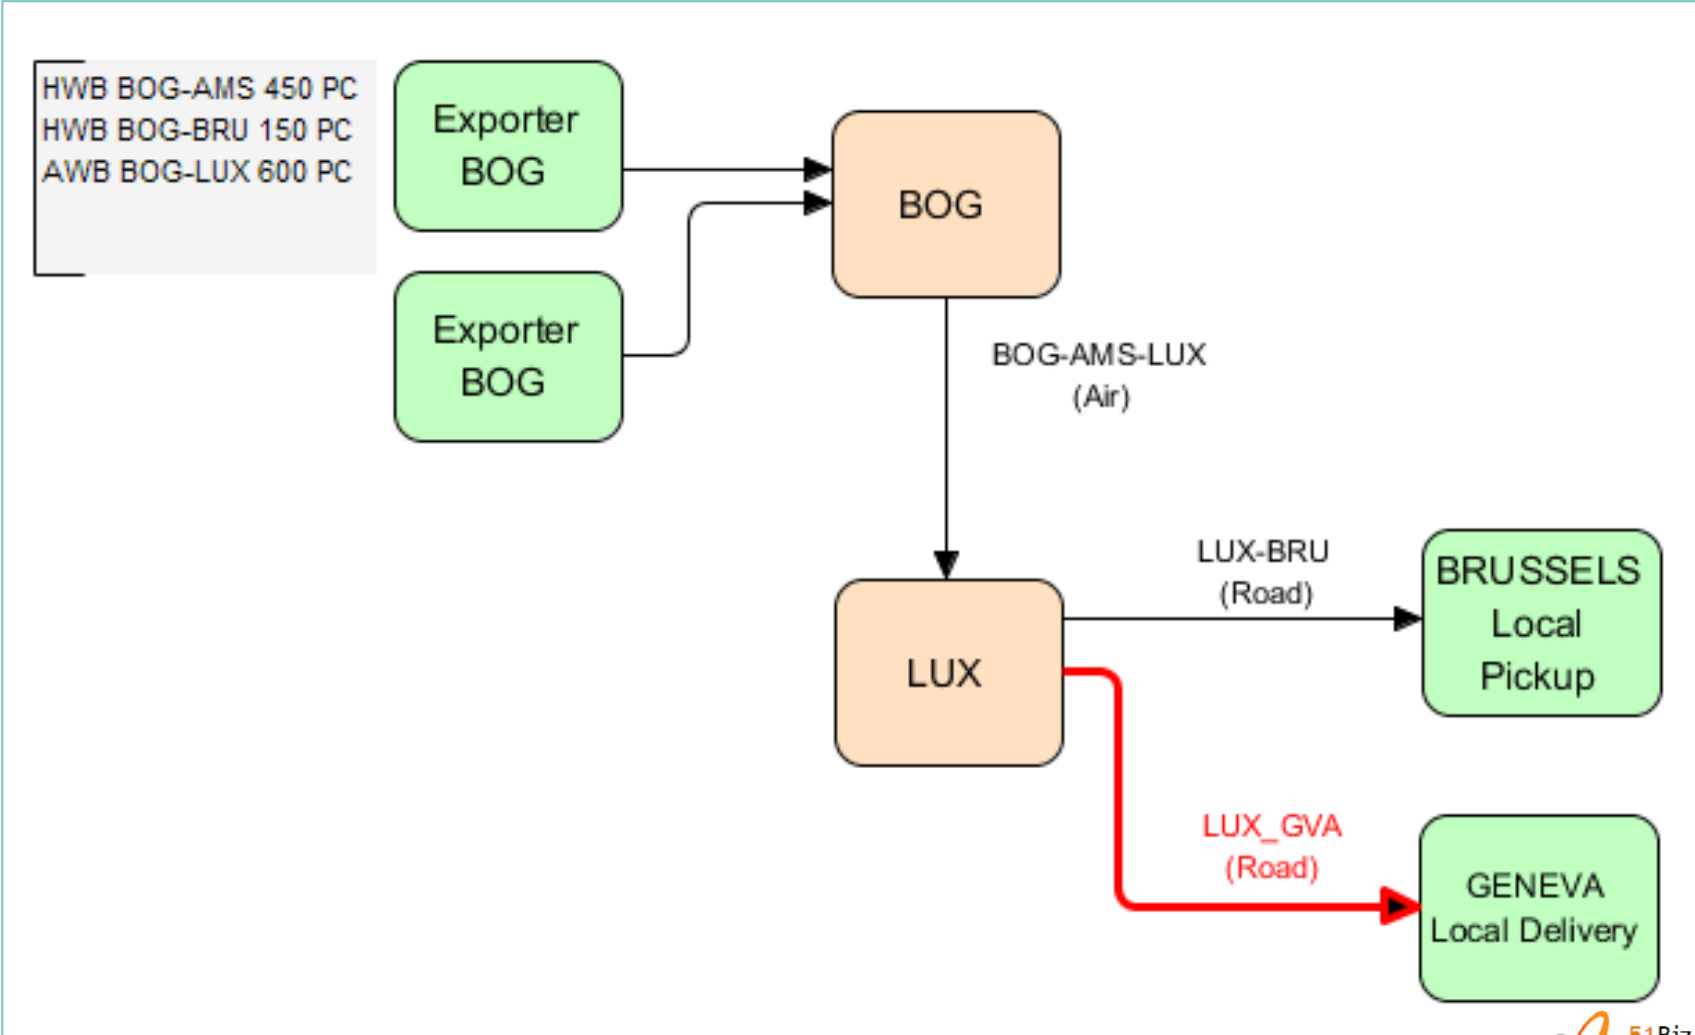 HWB BOG-AMS 450 PC
HWB BOG-BRU 150 PC
AWB BOG-LUX 600 PC
Exporter
BOG
Exporter
BOG
BOG
BOG-AMS-LUX
(Air)
LUX
LUX-BRU
(Road)
BRUSSELS
Local
Pickup
LUX_GVA
(Road)
GENEVA
Local Delivery